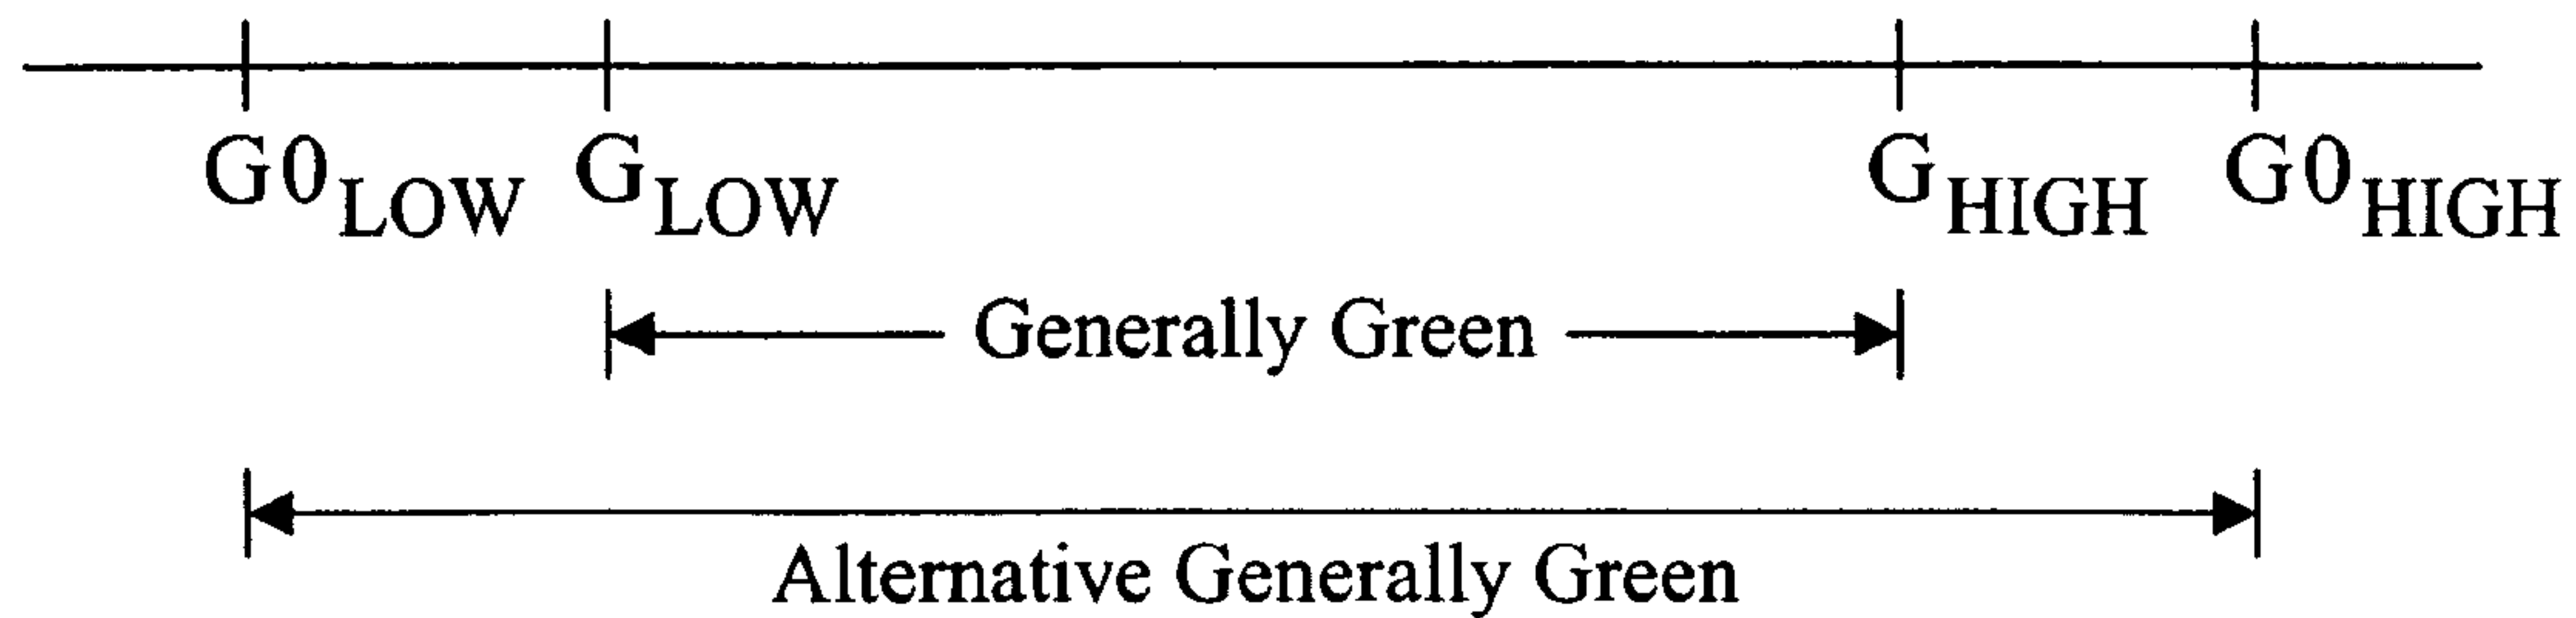 G0LOW GLOW GHIGH G0HIGH
Generally Green
Alternative Generally Green